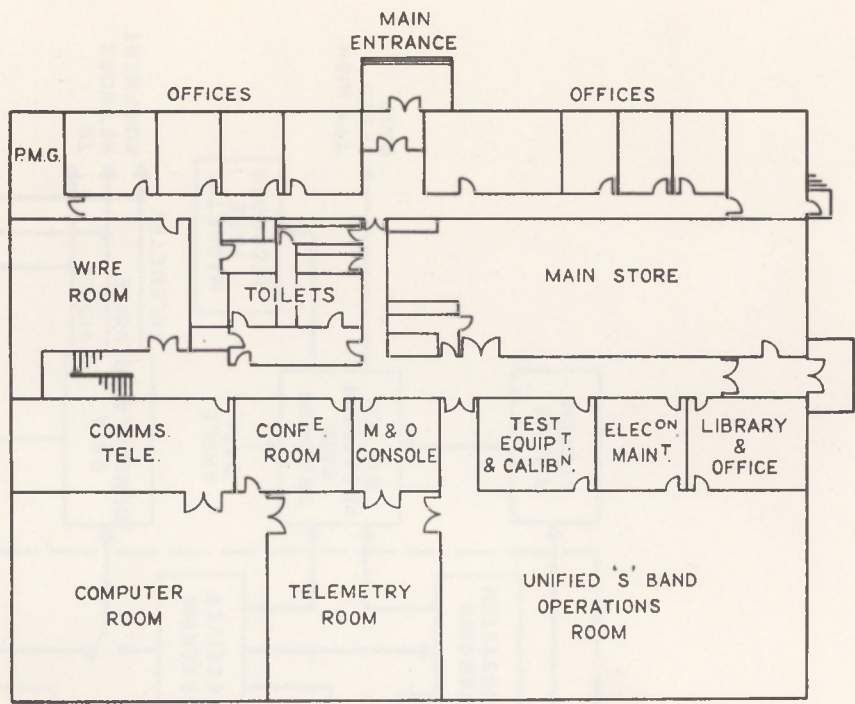 MAIN
ENTRANCE
OFFICES
OFFICES
P.M.G.
WIRE
ROOM
TOILETS
MAIN STORE
COMMS.
TELE.
CONFE
ROOM
M & O
CONSOLE
TEST
EQUIPT.
& CALIBN.
ELECON.
MAINT.
LIBRARY
&
OFFICE
COMPUTER
ROOM
TELEMETRY
ROOM
UNIFIED 'S' BAND
OPERATIONS
ROOM